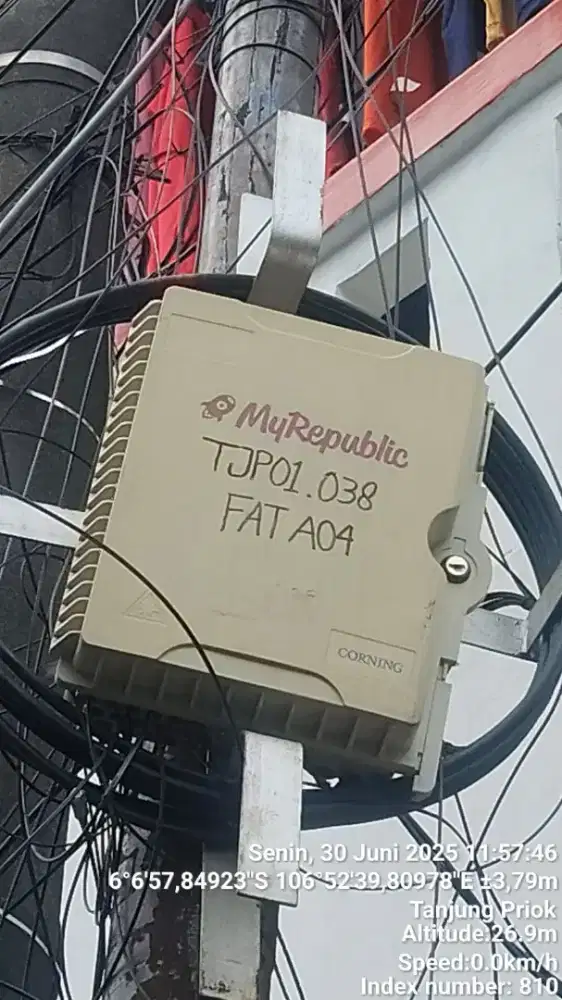 MyRepublic
TJP01.038
FAT A04
CORNING
Senin, 30 Juni 2025 11:57:46
6°6'57,84923"S 106°52'39,80978"E ±3,79m
Tanjung Priok
Altitude:26.9m
Speed:0.0km/h
Index number: 810